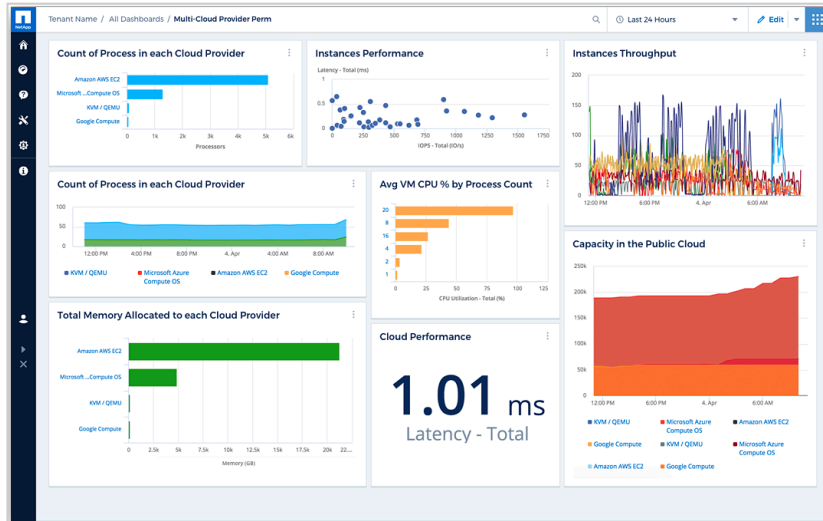 NetApp
Tenant Name / All Dashboards / Multi-Cloud Provider Perm
Last 24 Hours
Edit
Count of Process in each Cloud Provider
Amazon AWS EC2
Microsoft ...Compute OS
KVM / QEMU
Google Compute
0 1k 2k 3k 4k 5k 6k
Processors
Instances Performance
Latency - Total (ms)
1
0.5
0
0 250 500 750 1000 1250 1500 1750
IOPS - Total (IO/s)
Instances Throughput
200
150
100
50
0
12:00 PM 6:00 PM 4. Apr 6:00 AM
Count of Process in each Cloud Provider
100
50
0
12:00 PM 4:00 PM 8:00 PM 4. Apr 4:00 AM 8:00 AM
KVM / QEMU Microsoft Azure Amazon AWS EC2 Google Compute
Compute OS
Avg VM CPU % by Process Count
20
8
16
4
2
1
0 25 50 75 100 125
CPU Utilization - Total (%)
Capacity in the Public Cloud
250k
200k
150k
100k
50k
0
12:00 PM 6:00 PM 4. Apr 6:00 AM
KVM / QEMU Microsoft Azure Amazon AWS EC2
Compute OS
Google Compute KVM / QEMU Microsoft Azure
Compute OS
Amazon AWS EC2 Google Compute
Total Memory Allocated to each Cloud Provider
Amazon AWS EC2
Microsoft ...Compute OS
KVM / QEMU
Google Compute
0 2.5k 5k 7.5k 10k 12.5k 15k 17.5k 20k 22....
Memory (GB)
Cloud Performance
1.01 ms
Latency - Total